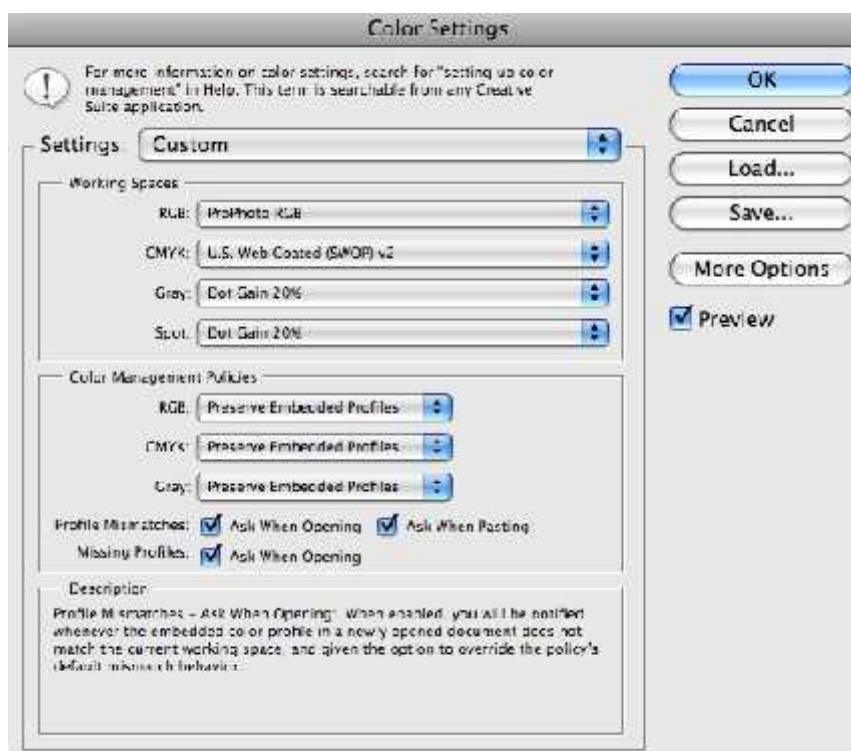 Color Settings
For more information on color settings, search for "setting up color
management" in Help. This term is searchable from any Creative
Suite application.
OK
Cancel
Load...
Save...
More Options
Preview
Settings Custom
Working Spaces
RGB: ProPhoto RGB
CMYK: U.S. Web Coated (SWOP) v2
Gray: Dot Gain 20%
Spot: Dot Gain 20%
Color Management Policies
RGB: Preserve Embedded Profiles
CMYK: Preserve Embedded Profiles
Gray: Preserve Embedded Profiles
Profile Mismatches: Ask When Opening Ask When Pasting
Missing Profiles: Ask When Opening
Description
Profile Mismatches – Ask When Opening: When enabled, you will be notified
whenever the embedded color profile in a newly opened document does not
match the current working space, and given the option to override the policy's
default mismatch behavior.